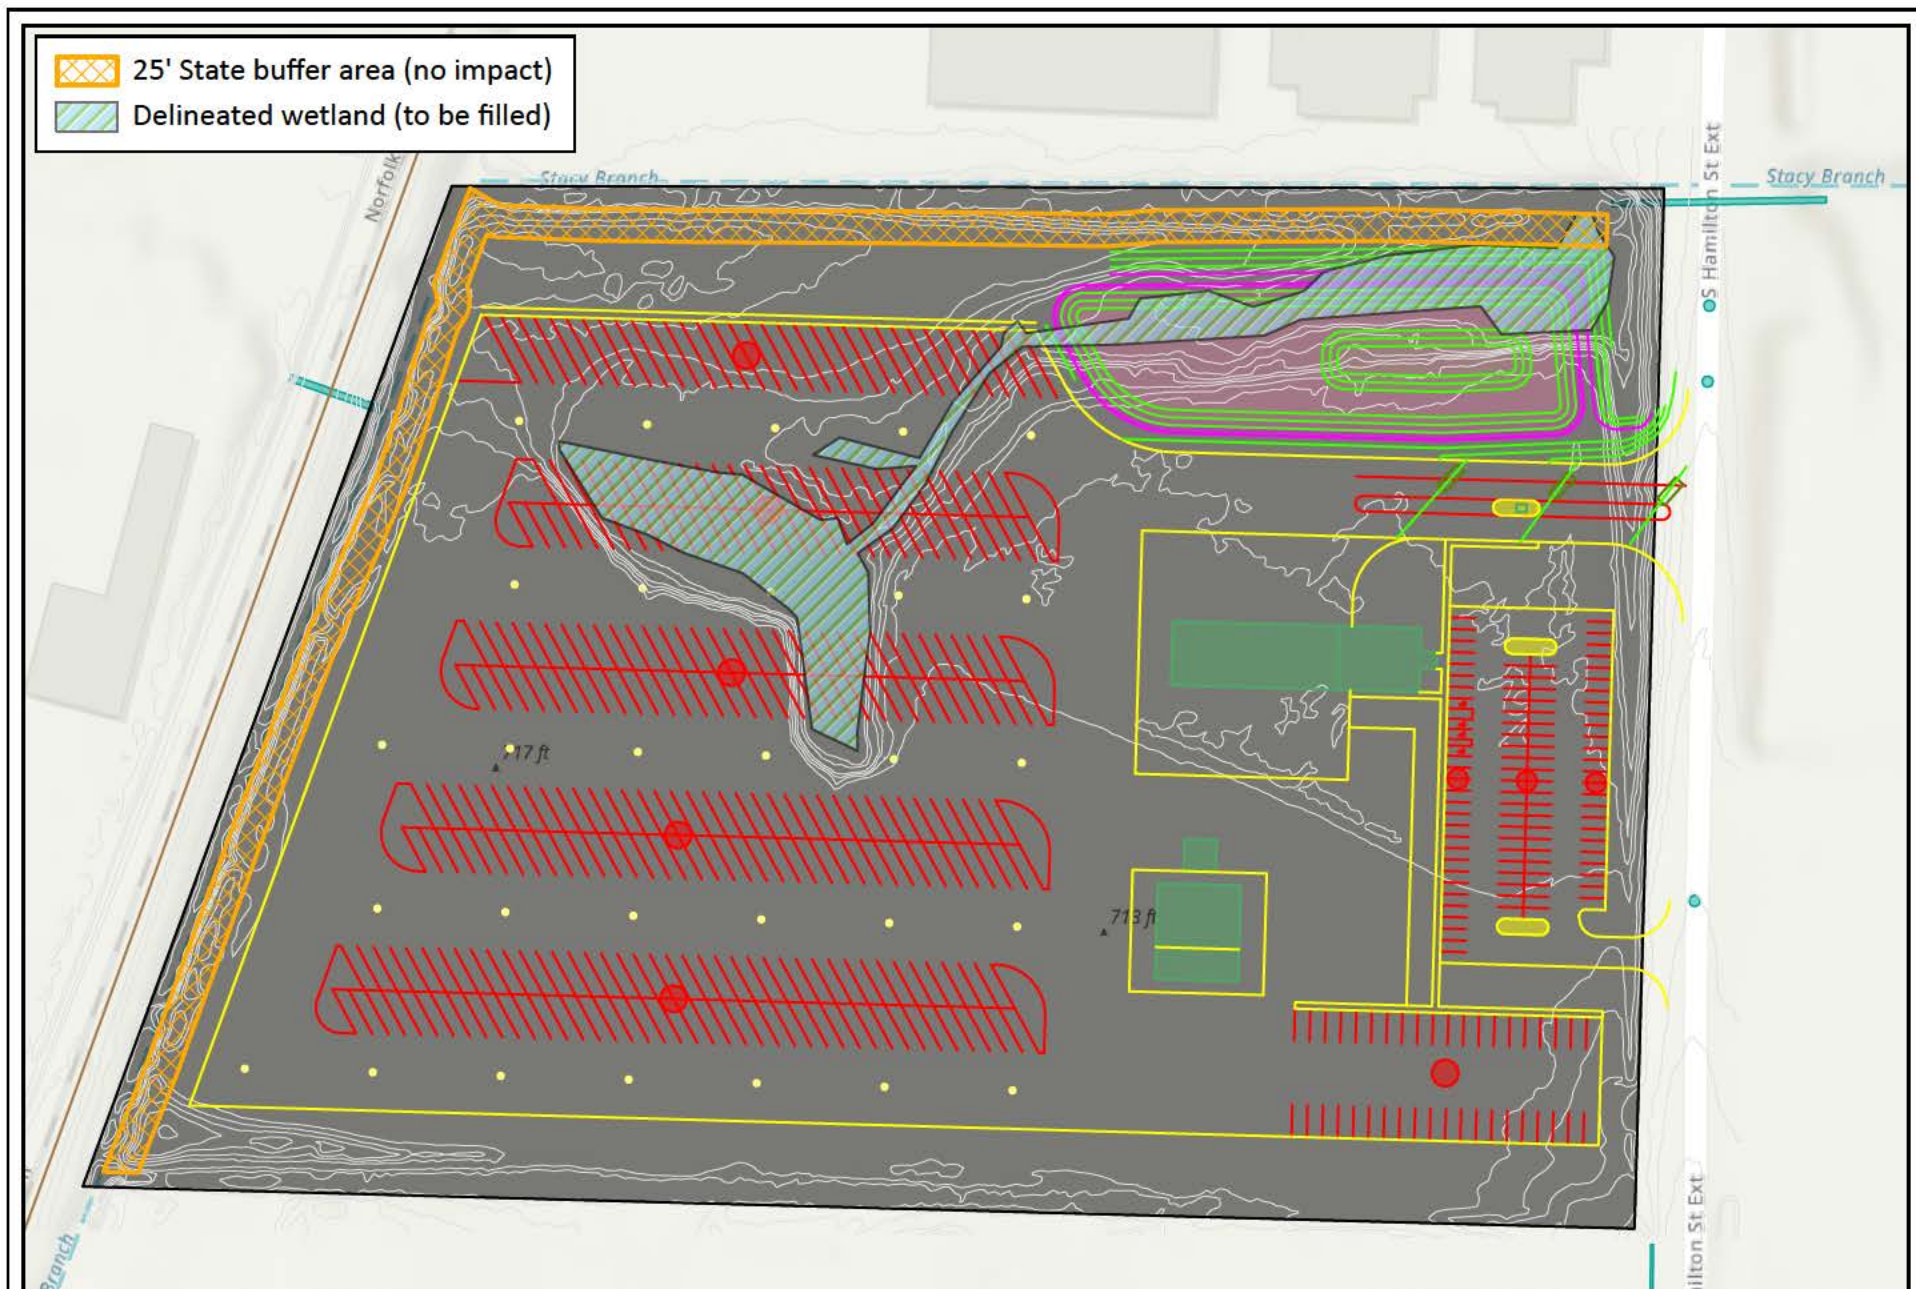 25' State buffer area (no impact)
Delineated wetland (to be filled)
Norfolk
Stacy Branch
S Hamilton St Ext
Stacy Branch
717 ft
713 ft
Branch
ilton St Ext